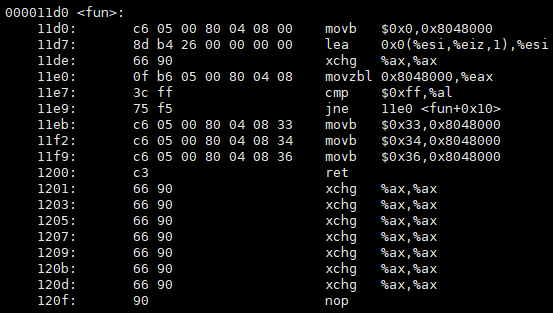 000011d0 <fun>:
11d0: c6 05 00 80 04 08 00 movb $0x0,0x8048000
11d7: 8d b4 26 00 00 00 00 lea 0x0(%esi,%eiz,1),%esi
11de: 66 90 xchg %ax,%ax
11e0: 0f b6 05 00 80 04 08 movzbl 0x8048000,%eax
11e7: 3c ff cmp $0xff,%al
11e9: 75 f5 jne 11e0 <fun+0x10>
11eb: c6 05 00 80 04 08 33 movb $0x33,0x8048000
11f2: c6 05 00 80 04 08 34 movb $0x34,0x8048000
11f9: c6 05 00 80 04 08 36 movb $0x36,0x8048000
1200: c3 ret
1201: 66 90 xchg %ax,%ax
1203: 66 90 xchg %ax,%ax
1205: 66 90 xchg %ax,%ax
1207: 66 90 xchg %ax,%ax
1209: 66 90 xchg %ax,%ax
120b: 66 90 xchg %ax,%ax
120d: 66 90 xchg %ax,%ax
120f: 90 nop